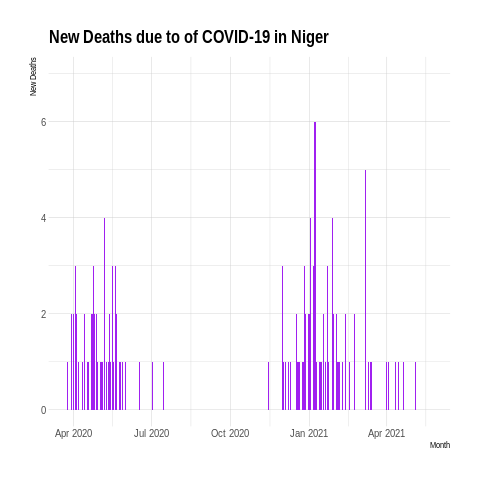 New Deaths due to of COVID-19 in Niger
New Deaths
6
4
2
0
Apr 2020 Jul 2020 Oct 2020 Jan 2021 Apr 2021
Month